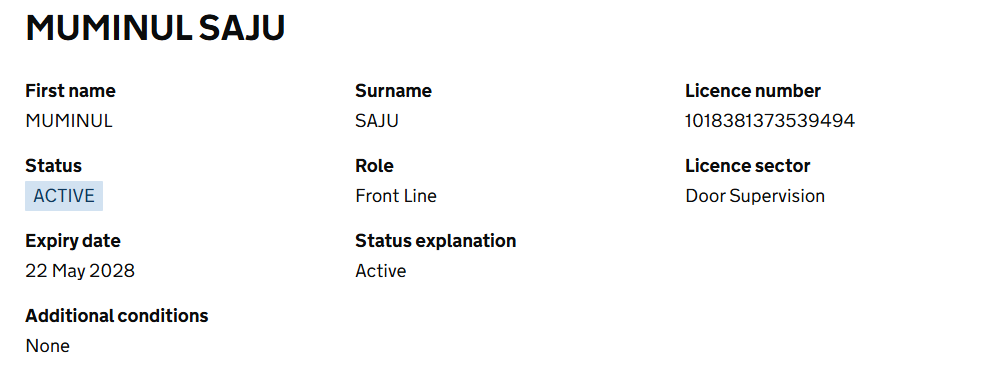 MUMINUL SAJU
First name Surname Licence number
MUMINUL SAJU 1018381373539494
Status Role Licence sector
ACTIVE Front Line Door Supervision
Expiry date Status explanation
22 May 2028 Active
Additional conditions
None